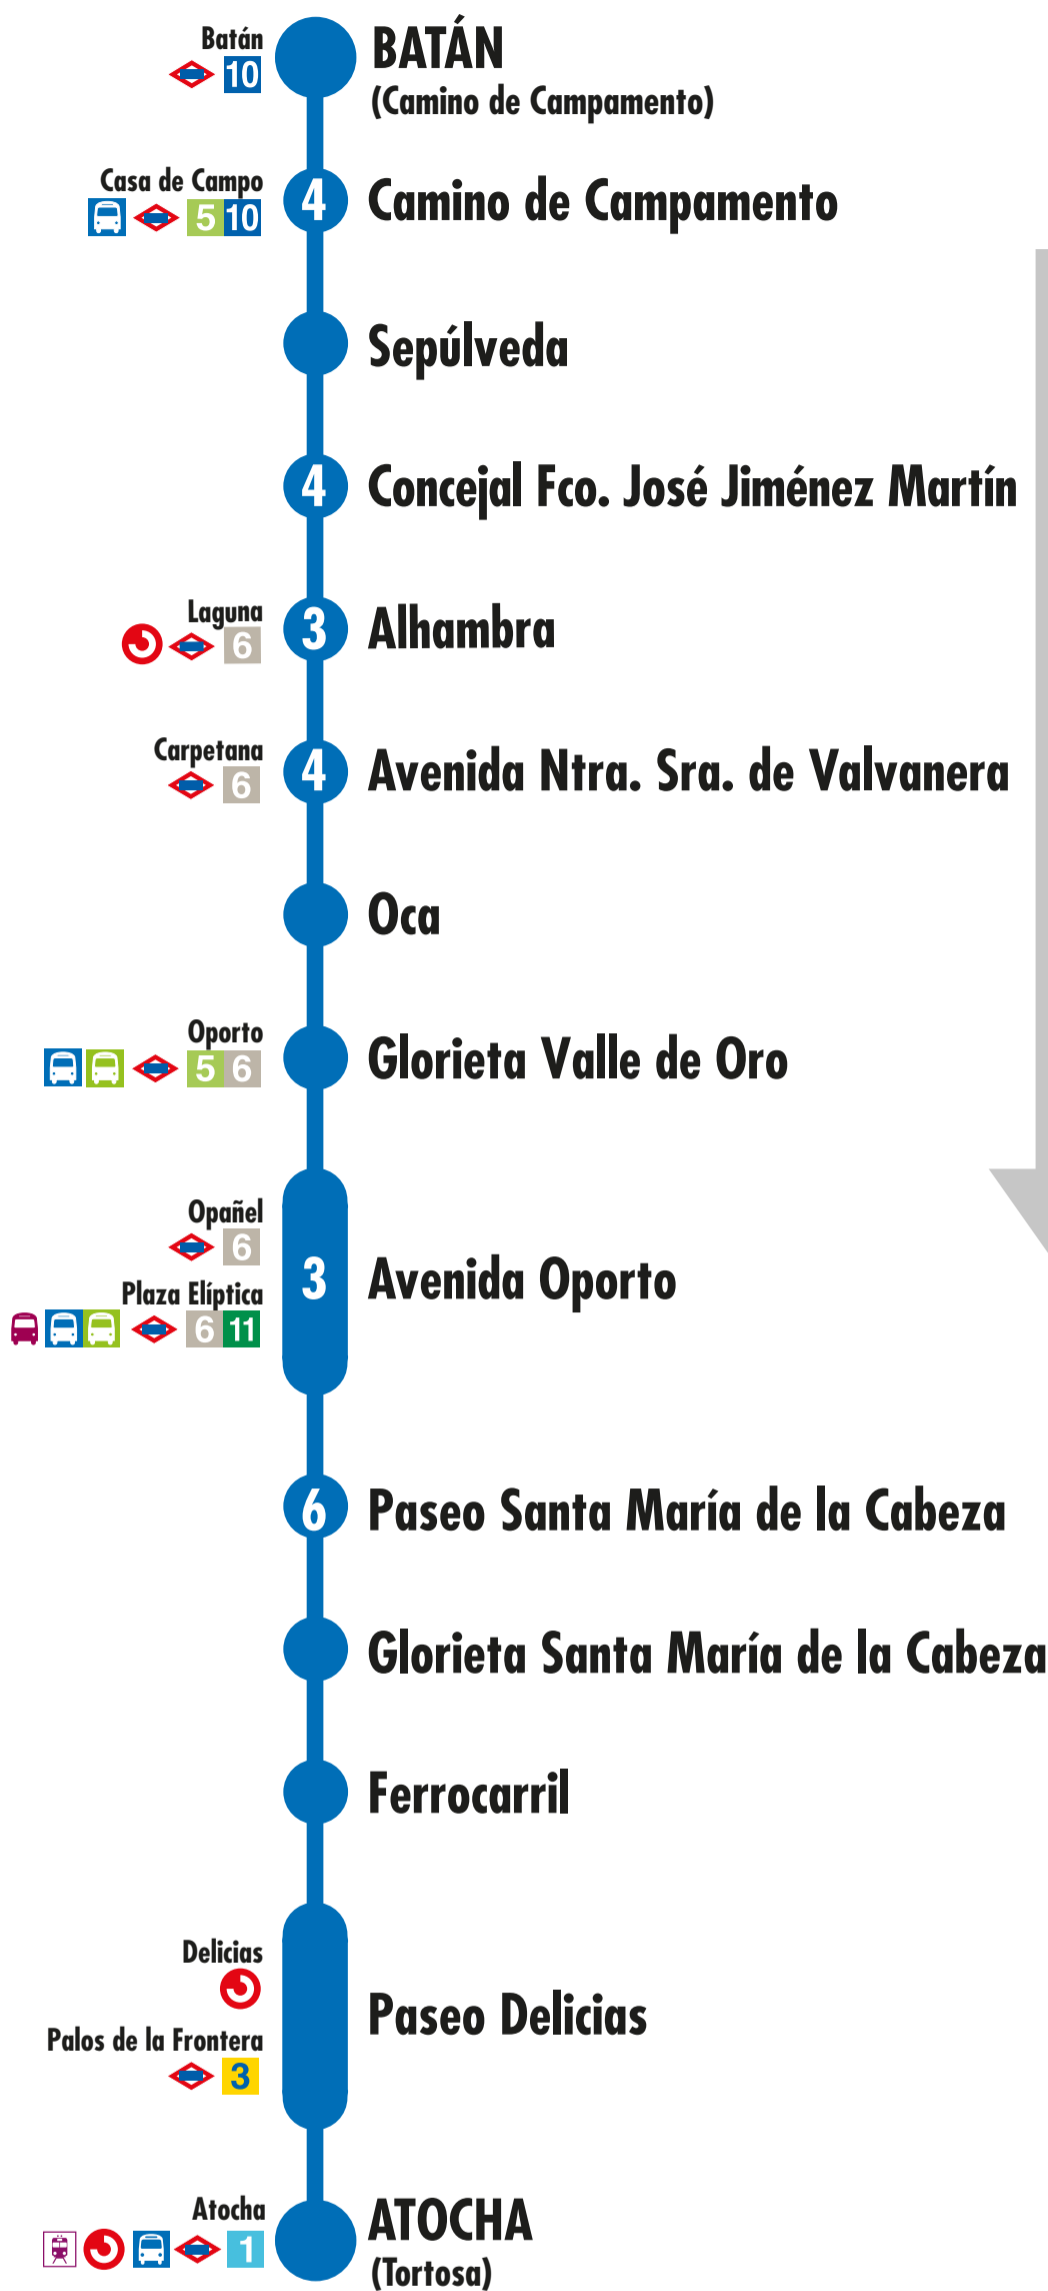 Batán
10
BATÁN
(Camino de Campamento)
Casa de Campo
5 10
4
Camino de Campamento
Sepúlveda
4
Concejal Fco. José Jiménez Martín
Laguna
6
3
Alhambra
Carpetana
6
4
Avenida Ntra. Sra. de Valvanera
Oca
Oporto
5 6
Glorieta Valle de Oro
Opañel
6
Plaza Elíptica
6 11
3
Avenida Oporto
6
Paseo Santa María de la Cabeza
Glorieta Santa María de la Cabeza
Ferrocarril
Delicias
Palos de la Frontera
3
Paseo Delicias
Atocha
1
ATOCHA
(Tortosa)